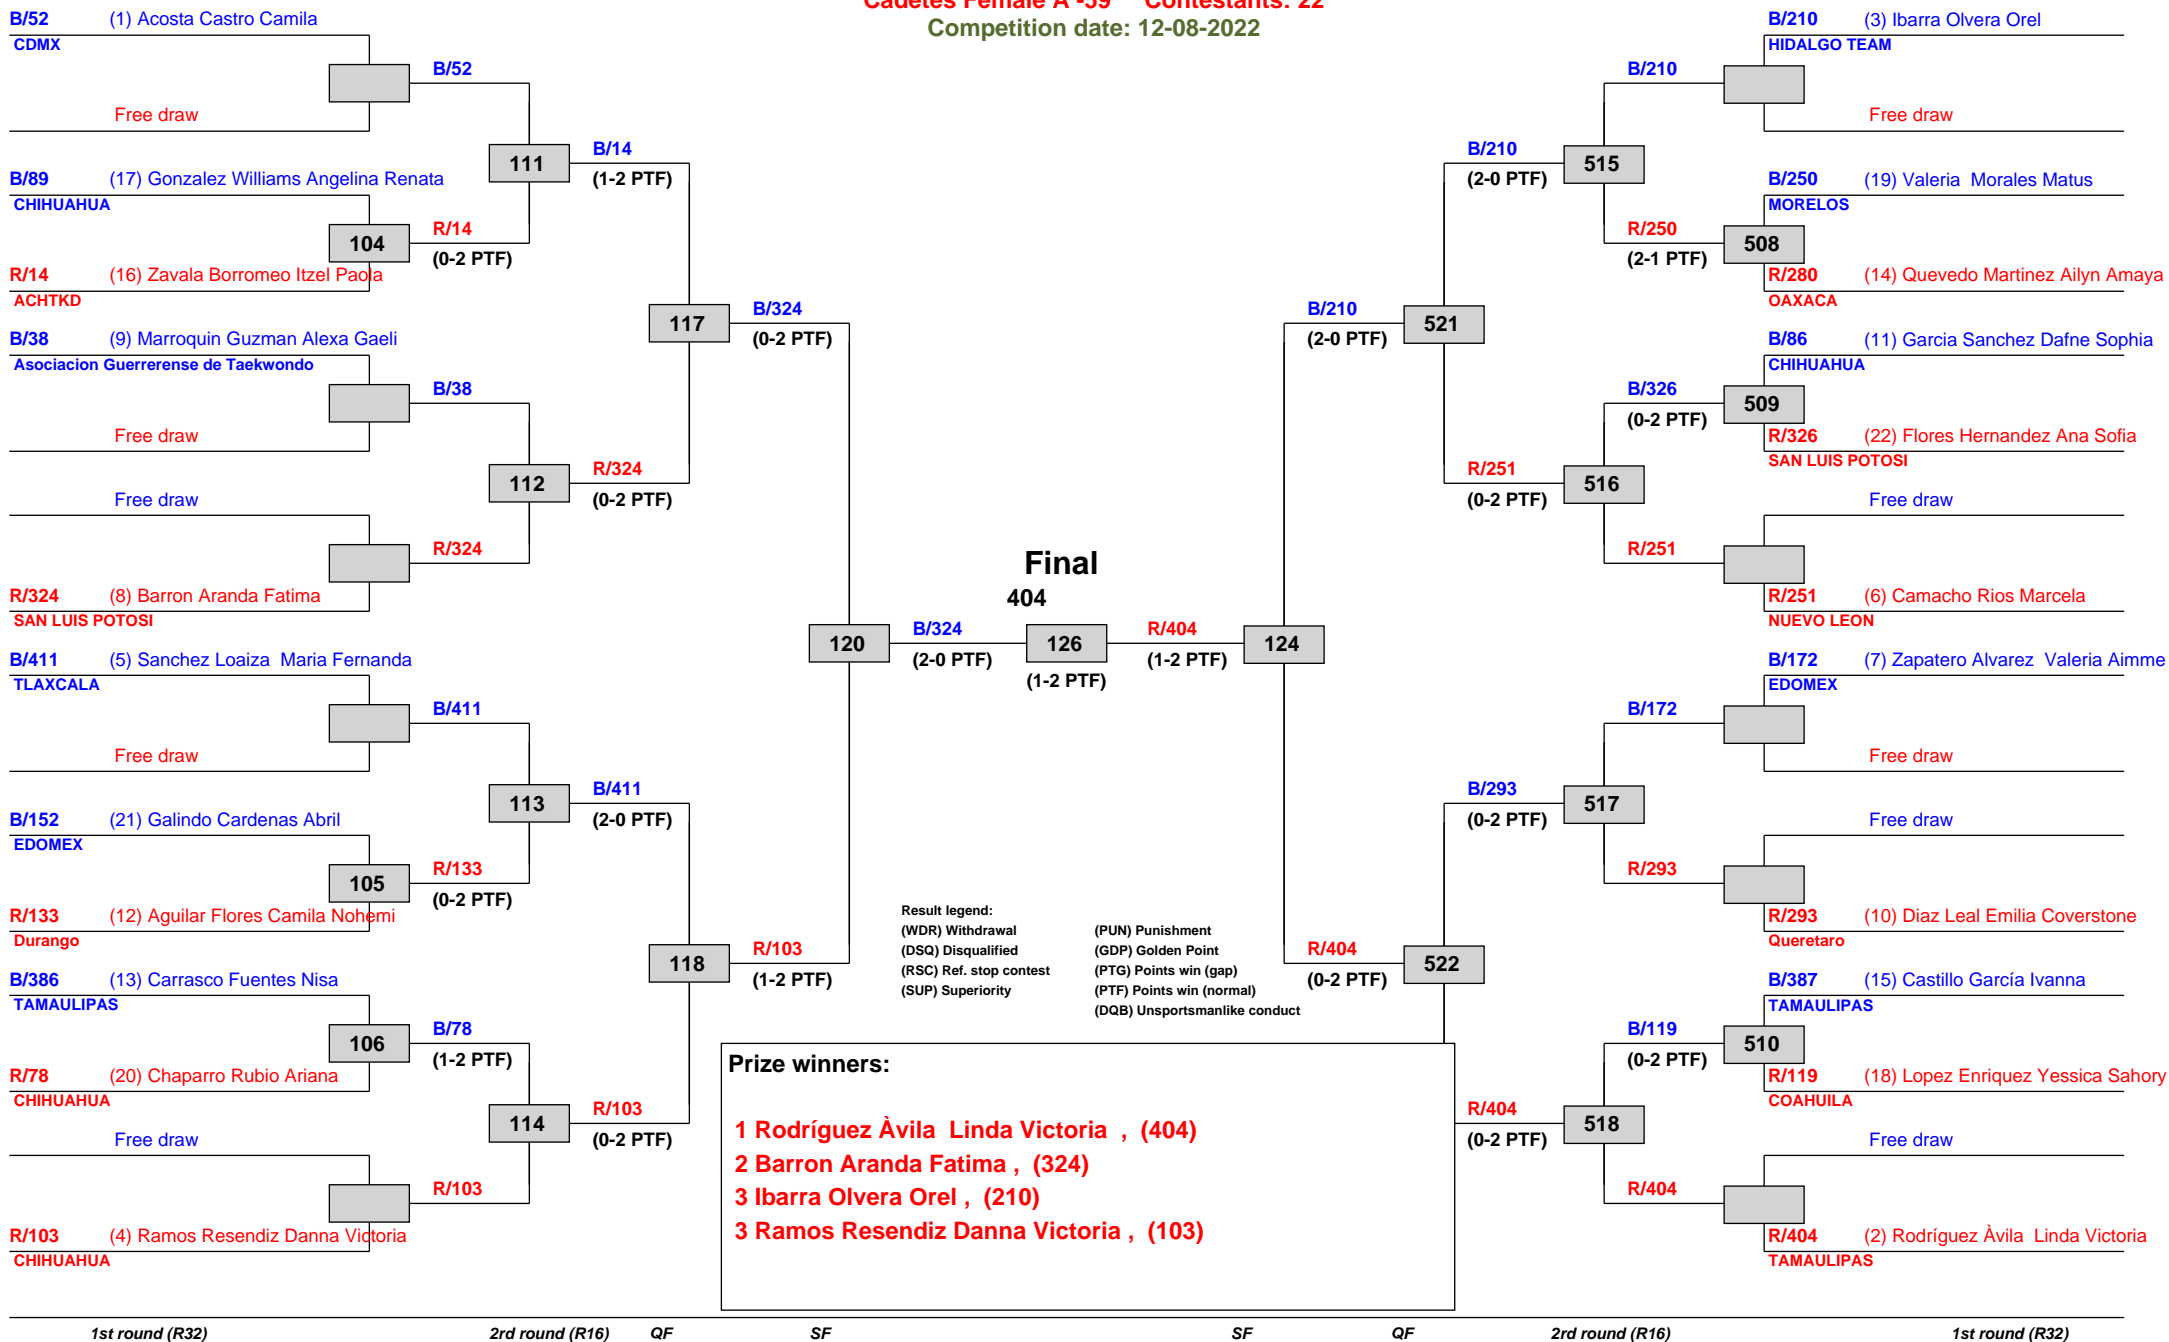 Cadetes Female A -59 Contestants: 22
Competition date: 12-08-2022
B/52 (1) Acosta Castro Camila
CDMX
Free draw
B/52
B/89 (17) Gonzalez Williams Angelina Renata
CHIHUAHUA
104
R/14
(0-2 PTF)
R/14 (16) Zavala Borromeo Itzel Paola
ACHTKD
111
B/14
(1-2 PTF)
B/38 (9) Marroquin Guzman Alexa Gaeli
Asociacion Guerrerense de Taekwondo
B/38
Free draw
112
R/324
(0-2 PTF)
Free draw
R/324
R/324 (8) Barron Aranda Fatima
SAN LUIS POTOSI
117
B/324
(0-2 PTF)
B/411 (5) Sanchez Loaiza Maria Fernanda
TLAXCALA
B/411
Free draw
113
B/411
(2-0 PTF)
B/152 (21) Galindo Cardenas Abril
EDOMEX
105
R/133
(0-2 PTF)
R/133 (12) Aguilar Flores Camila Nohemi
Durango
118
R/103
(1-2 PTF)
B/386 (13) Carrasco Fuentes Nisa
TAMAULIPAS
106
B/78
(1-2 PTF)
R/78 (20) Chaparro Rubio Ariana
CHIHUAHUA
114
R/103
(0-2 PTF)
Free draw
R/103
R/103 (4) Ramos Resendiz Danna Victoria
CHIHUAHUA
120
B/324
(2-0 PTF)
Final
404
126
(1-2 PTF)
R/404
(1-2 PTF)
124
B/210 (3) Ibarra Olvera Orel
HIDALGO TEAM
B/210
Free draw
B/210
(2-0 PTF)
515
B/250 (19) Valeria Morales Matus
MORELOS
R/250
(2-1 PTF)
508
R/280 (14) Quevedo Martinez Ailyn Amaya
OAXACA
B/210
(2-0 PTF)
521
B/86 (11) Garcia Sanchez Dafne Sophia
CHIHUAHUA
B/326
(0-2 PTF)
509
R/326 (22) Flores Hernandez Ana Sofia
SAN LUIS POTOSI
R/251
(0-2 PTF)
516
Free draw
R/251
R/251 (6) Camacho Rios Marcela
NUEVO LEON
B/172 (7) Zapatero Alvarez Valeria Aimme
EDOMEX
B/172
Free draw
B/293
(0-2 PTF)
517
Free draw
R/293
R/293 (10) Diaz Leal Emilia Coverstone
Queretaro
R/404
(0-2 PTF)
522
B/387 (15) Castillo García Ivanna
TAMAULIPAS
B/119
(0-2 PTF)
510
R/119 (18) Lopez Enriquez Yessica Sahory
COAHUILA
R/404
(0-2 PTF)
518
Free draw
R/404
R/404 (2) Rodríguez Àvila Linda Victoria
TAMAULIPAS
Result legend:
(WDR) Withdrawal (PUN) Punishment
(DSQ) Disqualified (GDP) Golden Point
(RSC) Ref. stop contest (PTG) Points win (gap)
(SUP) Superiority (PTF) Points win (normal)
(DQB) Unsportsmanlike conduct
Prize winners:
1 Rodríguez Àvila Linda Victoria , (404)
2 Barron Aranda Fatima , (324)
3 Ibarra Olvera Orel , (210)
3 Ramos Resendiz Danna Victoria , (103)
1st round (R32) 2rd round (R16) QF SF SF QF 2rd round (R16) 1st round (R32)